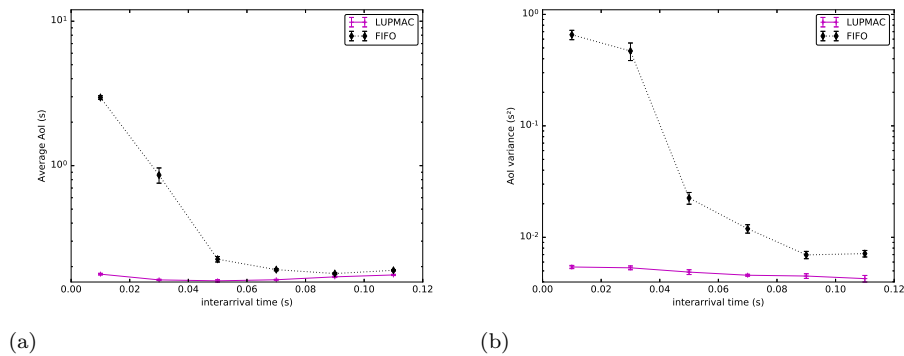 10¹
10⁰
Average AoI (s)
LUPMAC
FIFO
0.00 0.02 0.04 0.06 0.08 0.10 0.12
interarrival time (s)
(a)
10⁰
10⁻¹
10⁻²
AoI variance (s²)
LUPMAC
FIFO
0.00 0.02 0.04 0.06 0.08 0.10 0.12
interarrival time (s)
(b)